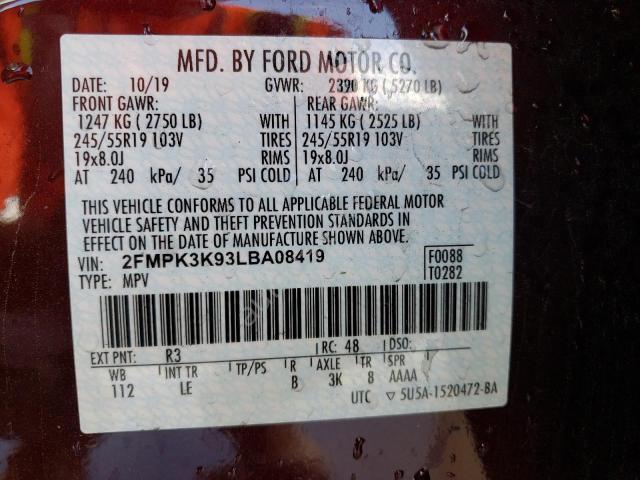 MFD. BY FORD MOTOR CO.
DATE: 10/19 GVWR: 2390 KG ( 5270 LB)
FRONT GAWR: REAR GAWR:
1247 KG ( 2750 LB) WITH 1145 KG ( 2525 LB) WITH
245/55R19 103V TIRES 245/55R19 103V TIRES
19x8.0J RIMS 19x8.0J RIMS
AT 240 kPa/ 35 PSI COLD AT 240 kPa/ 35 PSI COLD
THIS VEHICLE CONFORMS TO ALL APPLICABLE FEDERAL MOTOR
VEHICLE SAFETY AND THEFT PREVENTION STANDARDS IN
EFFECT ON THE DATE OF MANUFACTURE SHOWN ABOVE.
VIN: 2FMPK3K93LBA08419 F0088
TYPE: MPV T0282
EXT PNT: R3 RC: 48 DSO:
WB INT TR TP/PS R AXLE TR SPR
112 LE B 3K 8 AAAA
UTC ▽ 5U5A-1520472-BA